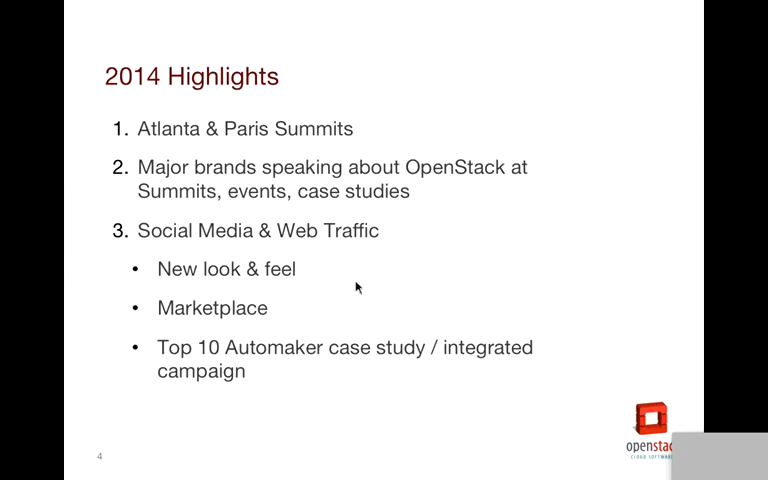 2014 Highlights
1. Atlanta & Paris Summits
2. Major brands speaking about OpenStack at
Summits, events, case studies
3. Social Media & Web Traffic
• New look & feel
• Marketplace
• Top 10 Automaker case study / integrated
campaign
4